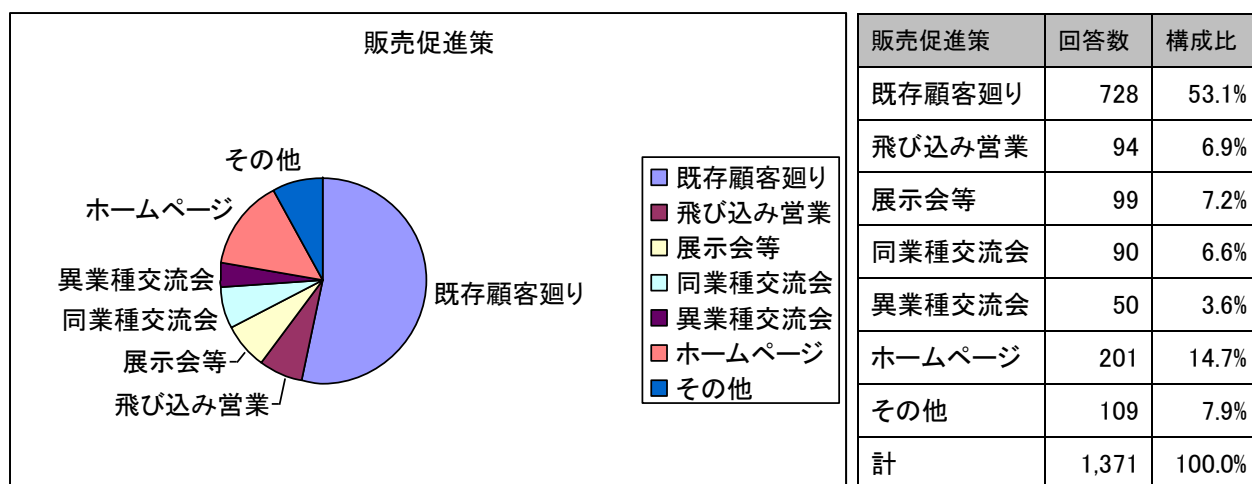 販売促進策
その他
ホームページ
異業種交流会
同業種交流会
展示会等
飛び込み営業
既存顧客廻り
既存顧客廻り
飛び込み営業
展示会等
同業種交流会
異業種交流会
ホームページ
その他
販売促進策 回答数 構成比
既存顧客廻り 728 53.1%
飛び込み営業 94 6.9%
展示会等 99 7.2%
同業種交流会 90 6.6%
異業種交流会 50 3.6%
ホームページ 201 14.7%
その他 109 7.9%
計 1,371 100.0%